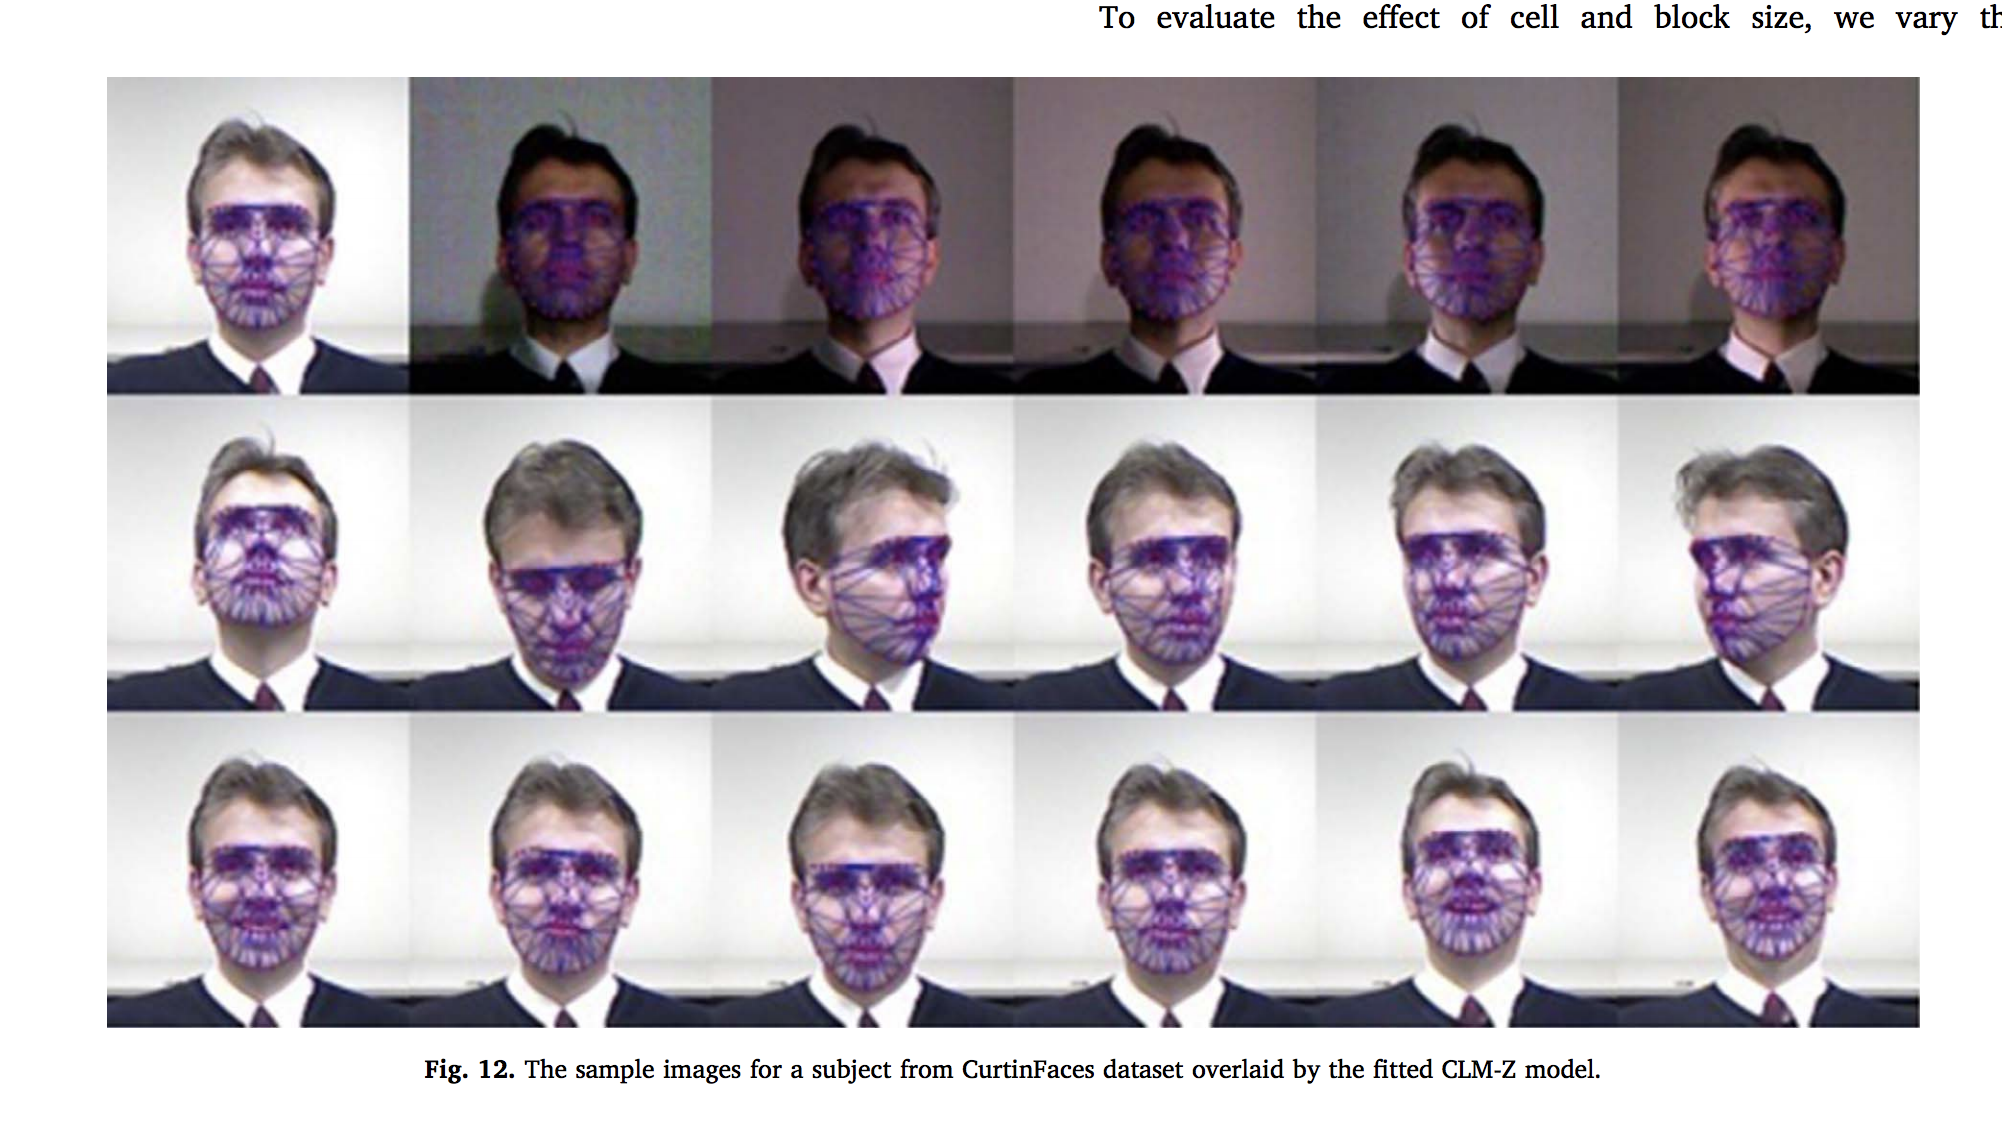 To evaluate the effect of cell and block size, we vary th
Fig. 12. The sample images for a subject from CurtinFaces dataset overlaid by the fitted CLM-Z model.